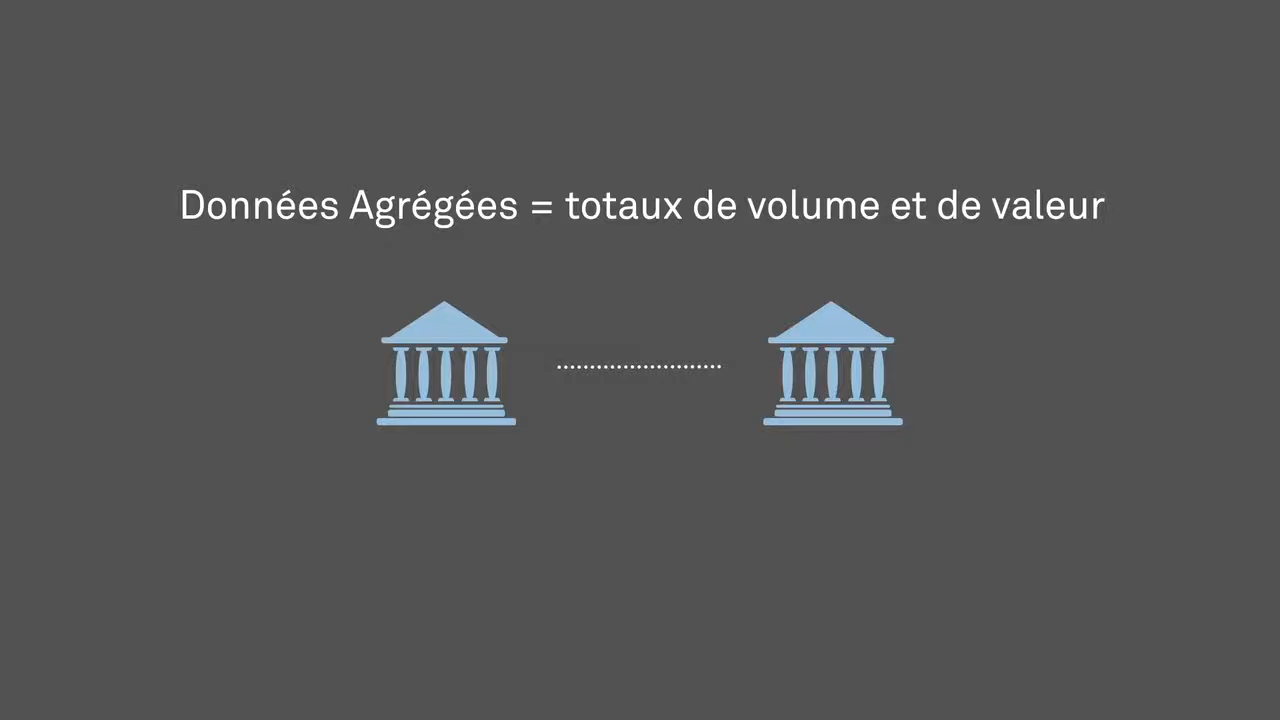 Données Agrégées = totaux de volume et de valeur